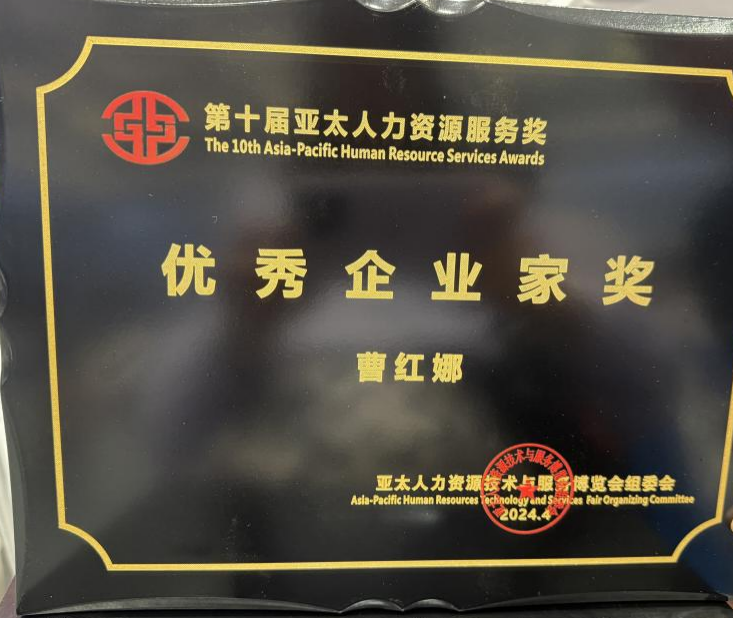 第十届亚太人力资源服务奖
The 10th Asia-Pacific Human Resource Services Awards
优秀企业家奖
曹红娜
亚太人力资源技术与服务博览会组委会
Asia-Pacific Human Resources Technology and Services Fair Organizing Committee
2024.4